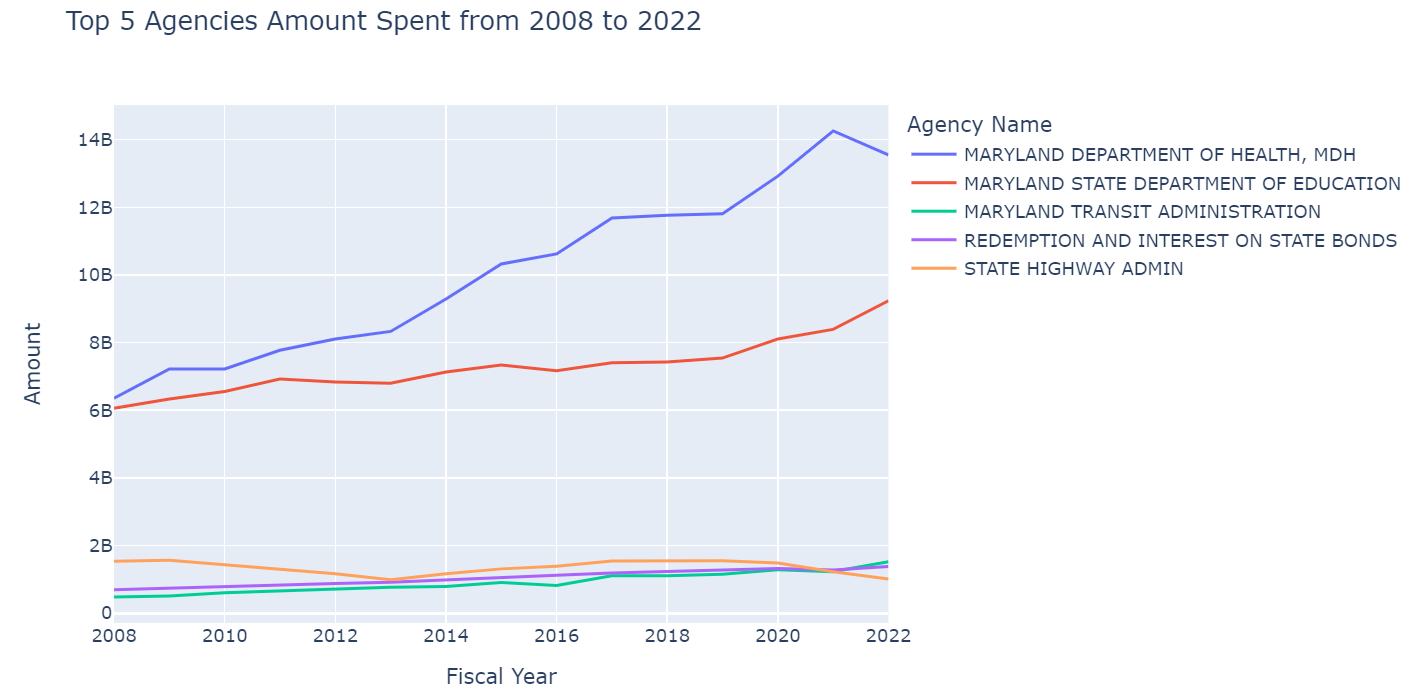 Top 5 Agencies Amount Spent from 2008 to 2022
Agency Name
MARYLAND DEPARTMENT OF HEALTH, MDH
MARYLAND STATE DEPARTMENT OF EDUCATION
MARYLAND TRANSIT ADMINISTRATION
REDEMPTION AND INTEREST ON STATE BONDS
STATE HIGHWAY ADMIN
Amount
14B
12B
10B
8B
6B
4B
2B
0
2008 2010 2012 2014 2016 2018 2020 2022
Fiscal Year